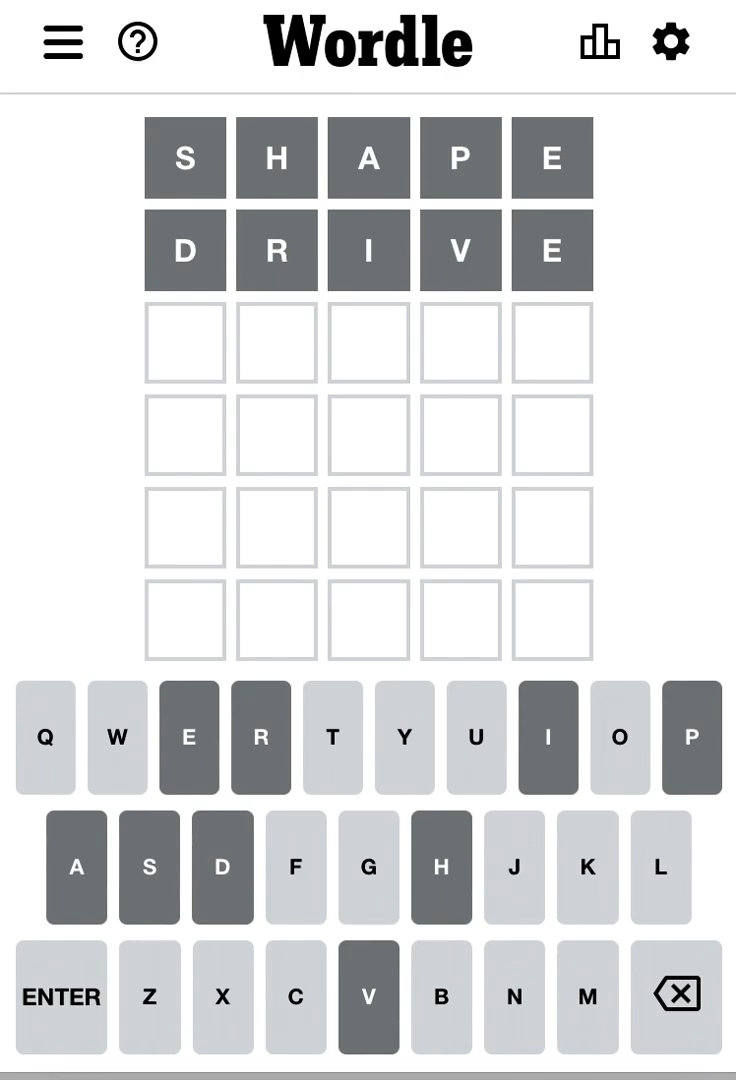 Wordle
S H A P E
D R I V E
Q W E R T Y U I O P
A S D F G H J K L
ENTER Z X C V B N M